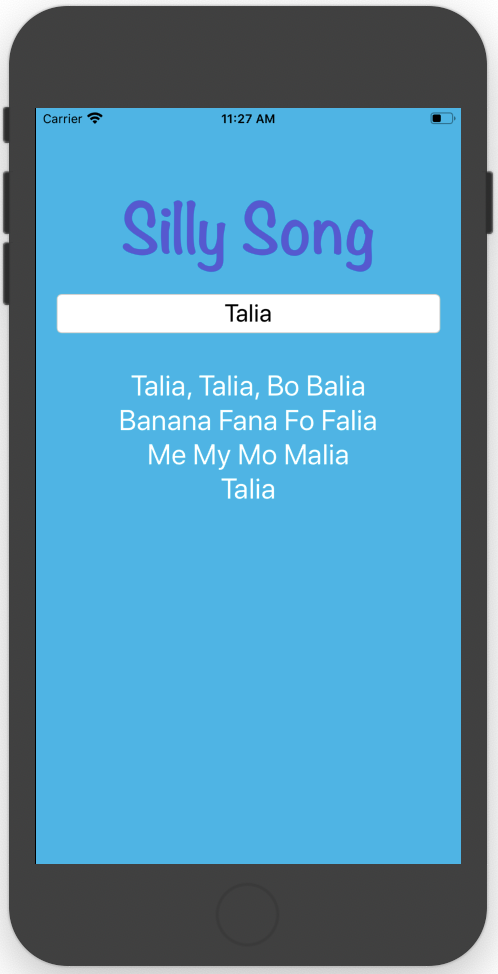 Carrier 11:27 AM
Silly Song
Talia
Talia, Talia, Bo Balia
Banana Fana Fo Falia
Me My Mo Malia
Talia